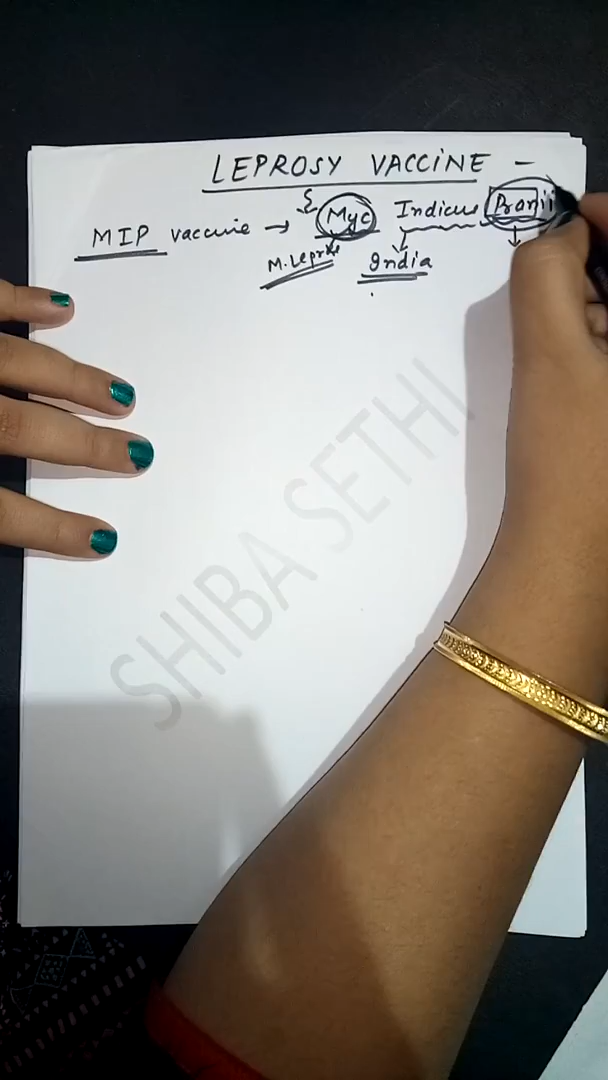 LEPROSY VACCINE -
MIP vaccine → Myc Indicus Pranii
M. Leprae India
SHIBA SETHI